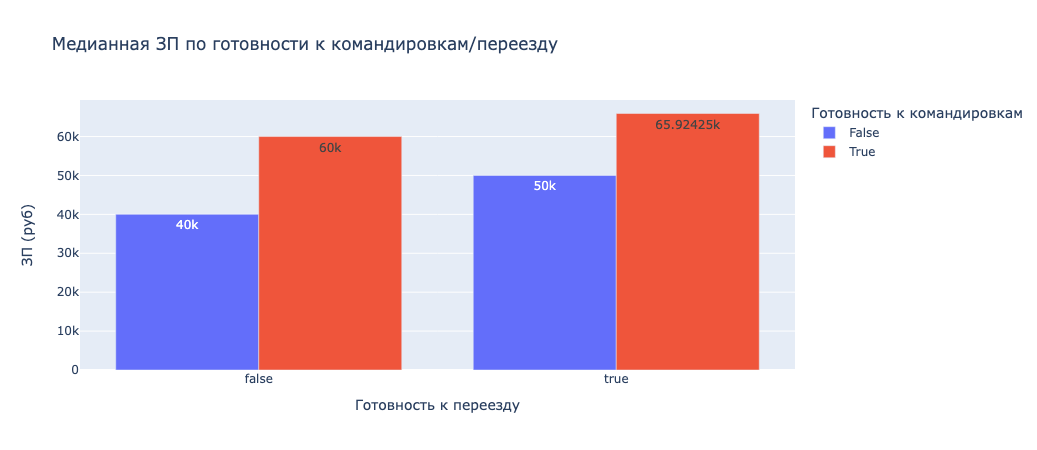 Медианная ЗП по готовности к командировкам/переезду
Готовность к командировкам
False
True
ЗП (руб)
60k
50k
40k
30k
20k
10k
0
40k
60k
50k
65.92425k
false
true
Готовность к переезду